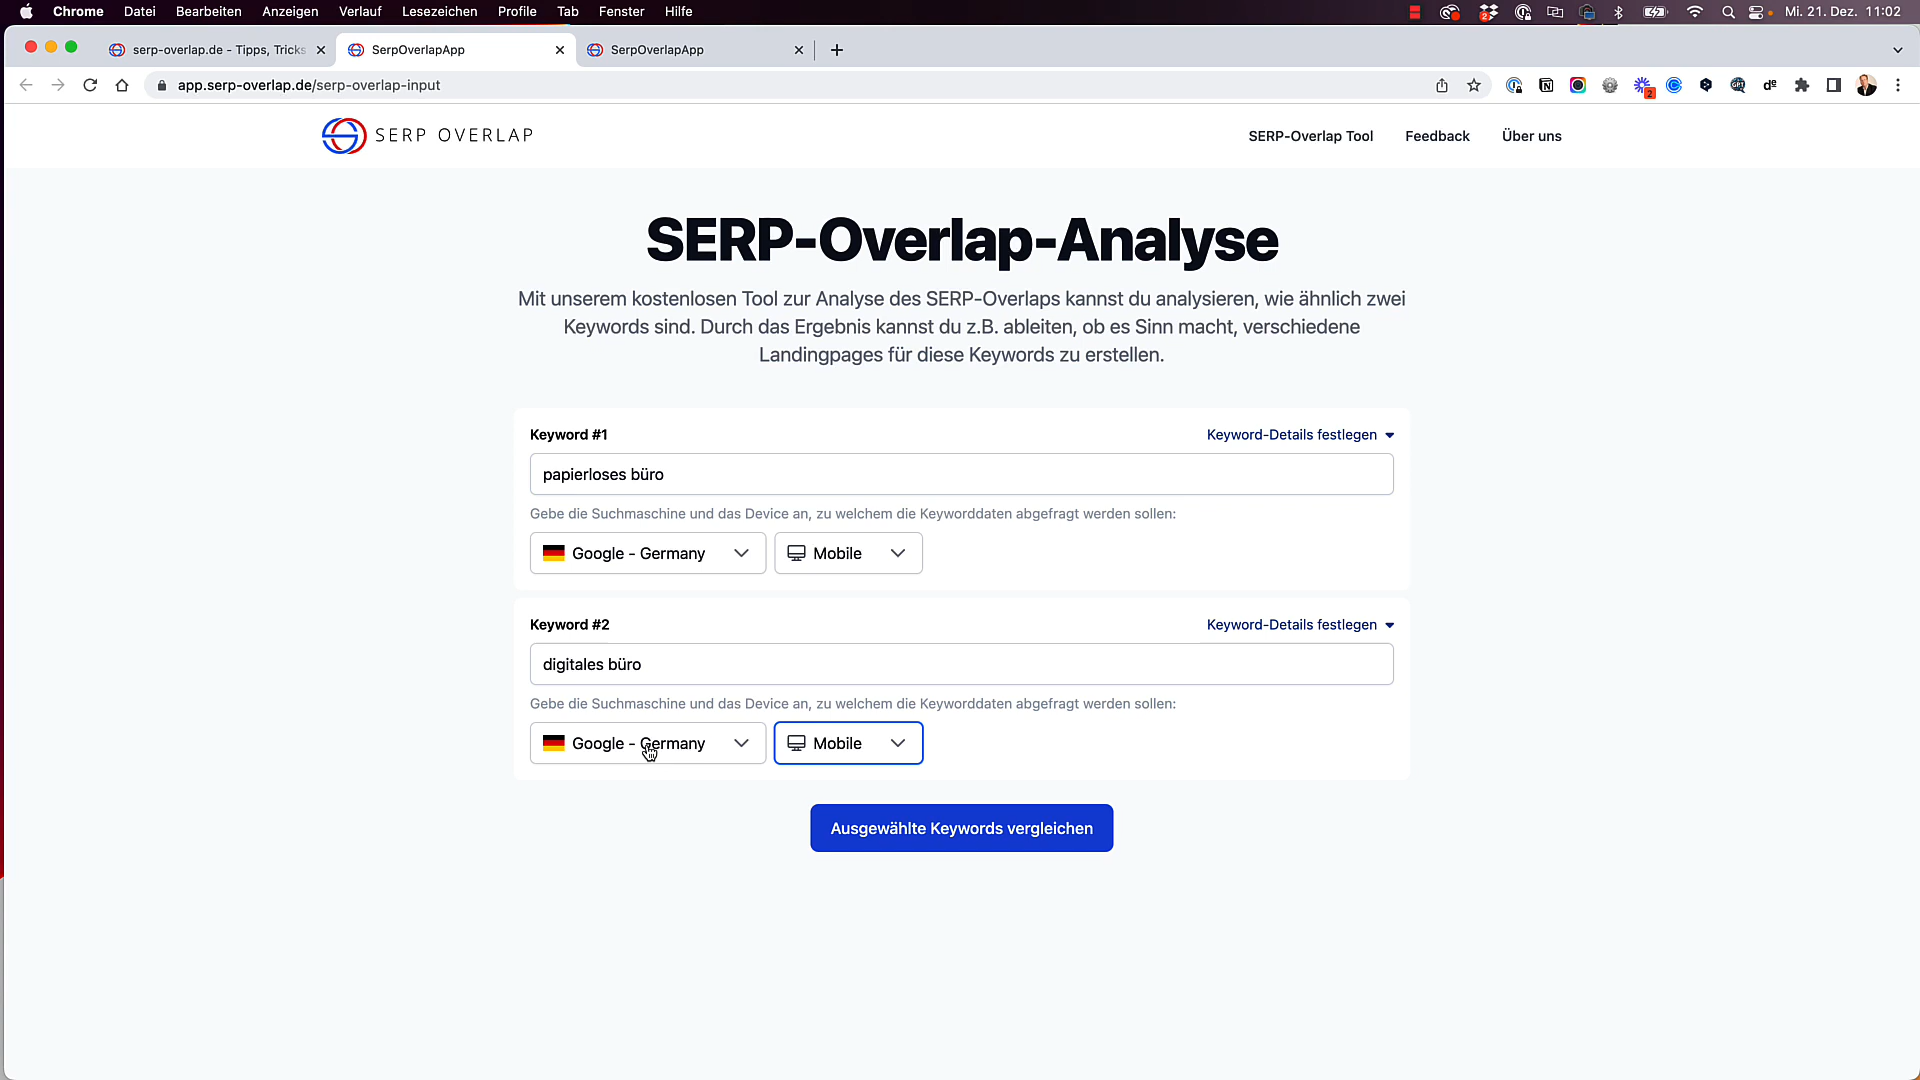 Chrome Datei Bearbeiten Anzeigen Verlauf Lesezeichen Profile Tab Fenster Hilfe Mi. 21. Dez. 11:02
serp-overlap.de - Tipps, Tricks SerpOverlapApp SerpOverlapApp
app.serp-overlap.de/serp-overlap-input
SERP OVERLAP SERP-Overlap Tool Feedback Über uns
SERP-Overlap-Analyse
Mit unserem kostenlosen Tool zur Analyse des SERP-Overlaps kannst du analysieren, wie ähnlich zwei
Keywords sind. Durch das Ergebnis kannst du z.B. ableiten, ob es Sinn macht, verschiedene
Landingpages für diese Keywords zu erstellen.
Keyword #1 Keyword-Details festlegen
papierloses büro
Gebe die Suchmaschine und das Device an, zu welchem die Keyworddaten abgefragt werden sollen:
Google - Germany Mobile
Keyword #2 Keyword-Details festlegen
digitales büro
Gebe die Suchmaschine und das Device an, zu welchem die Keyworddaten abgefragt werden sollen:
Google - Germany Mobile
Ausgewählte Keywords vergleichen